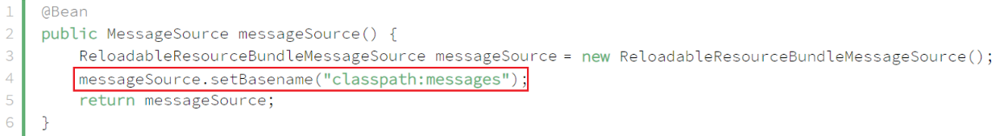 1 @Bean
2 public MessageSource messageSource() {
3 ReloadableResourceBundleMessageSource messageSource = new ReloadableResourceBundleMessageSource();
4 messageSource.setBasename("classpath:messages");
5 return messageSource;
6 }